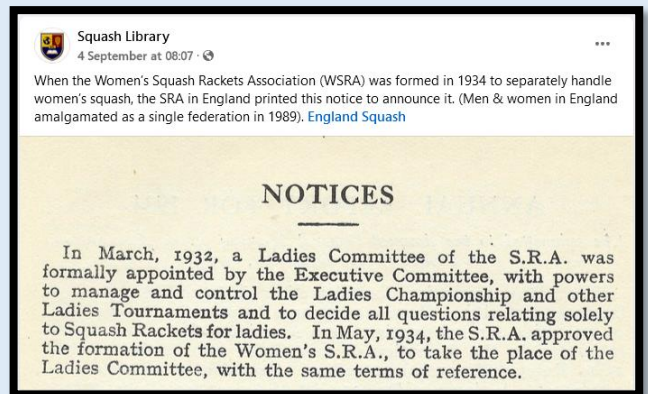 Squash Library
4 September at 08:07 ·
When the Women's Squash Rackets Association (WSRA) was formed in 1934 to separately handle
women's squash, the SRA in England printed this notice to announce it. (Men & women in England
amalgamated as a single federation in 1989). England Squash
NOTICES
In March, 1932, a Ladies Committee of the S.R.A. was
formally appointed by the Executive Committee, with powers
to manage and control the Ladies Championship and other
Ladies Tournaments and to decide all questions relating solely
to Squash Rackets for ladies. In May, 1934, the S.R.A. approved
the formation of the Women's S.R.A., to take the place of the
Ladies Committee, with the same terms of reference.